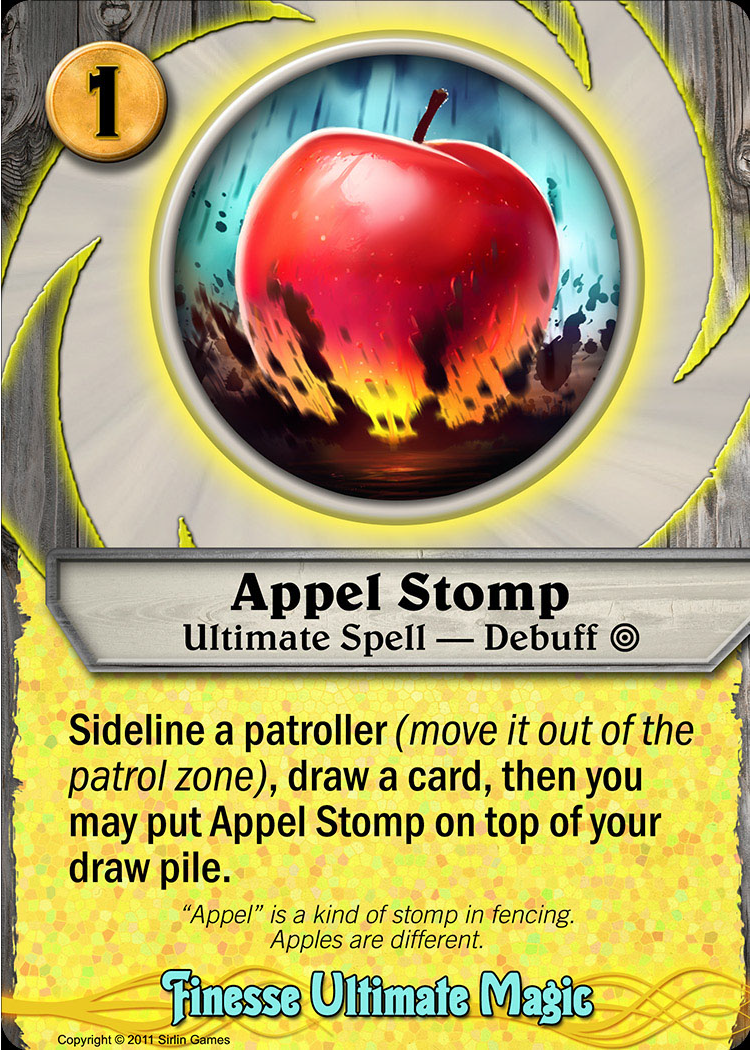 1
Appel Stomp
Ultimate Spell — Debuff
Sideline a patroller (move it out of the
patrol zone), draw a card, then you
may put Appel Stomp on top of your
draw pile.
“Appel” is a kind of stomp in fencing.
Apples are different.
Finesse Ultimate Magic
Copyright © 2011 Sirlin Games